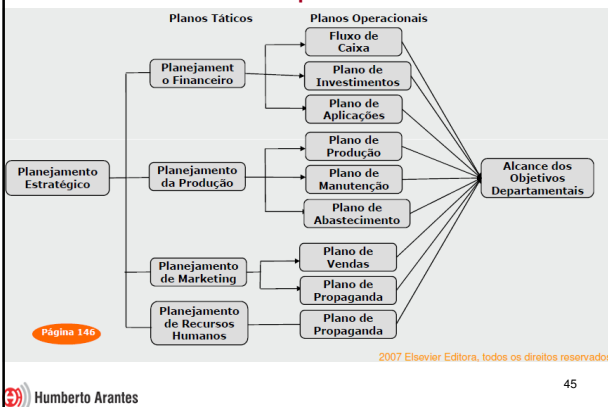 Planos Táticos
Planos Operacionais
Planejamento
Estratégico
Planejament
o Financeiro
Fluxo de
Caixa
Plano de
Investimentos
Plano de
Aplicações
Planejamento
da Produção
Plano de
Produção
Plano de
Manutenção
Plano de
Abastecimento
Planejamento
de Marketing
Plano de
Vendas
Plano de
Propaganda
Planejamento
de Recursos
Humanos
Plano de
Propaganda
Alcance dos
Objetivos
Departamentais
Página 146
2007 Elsevier Editora, todos os direitos reservados
45
Humberto Arantes